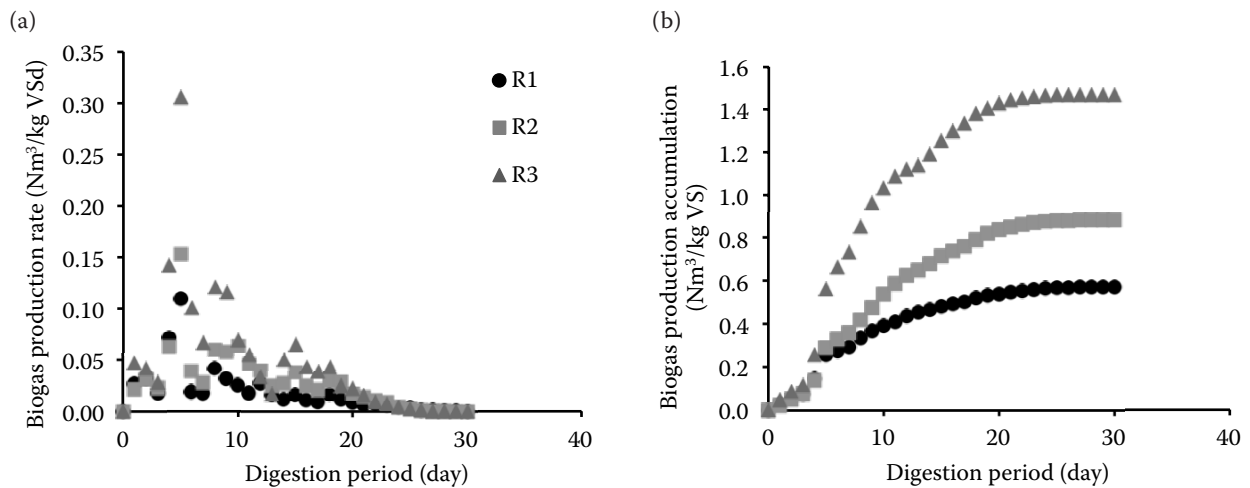 (a)
Biogas production rate (Nm³/kg VSd)
0.35
0.30
0.25
0.20
0.15
0.10
0.05
0.00
0 10 20 30 40
Digestion period (day)
R1
R2
R3
(b)
Biogas production accumulation
(Nm³/kg VS)
1.6
1.4
1.2
1.0
0.8
0.6
0.4
0.2
0.0
0 10 20 30 40
Digestion period (day)